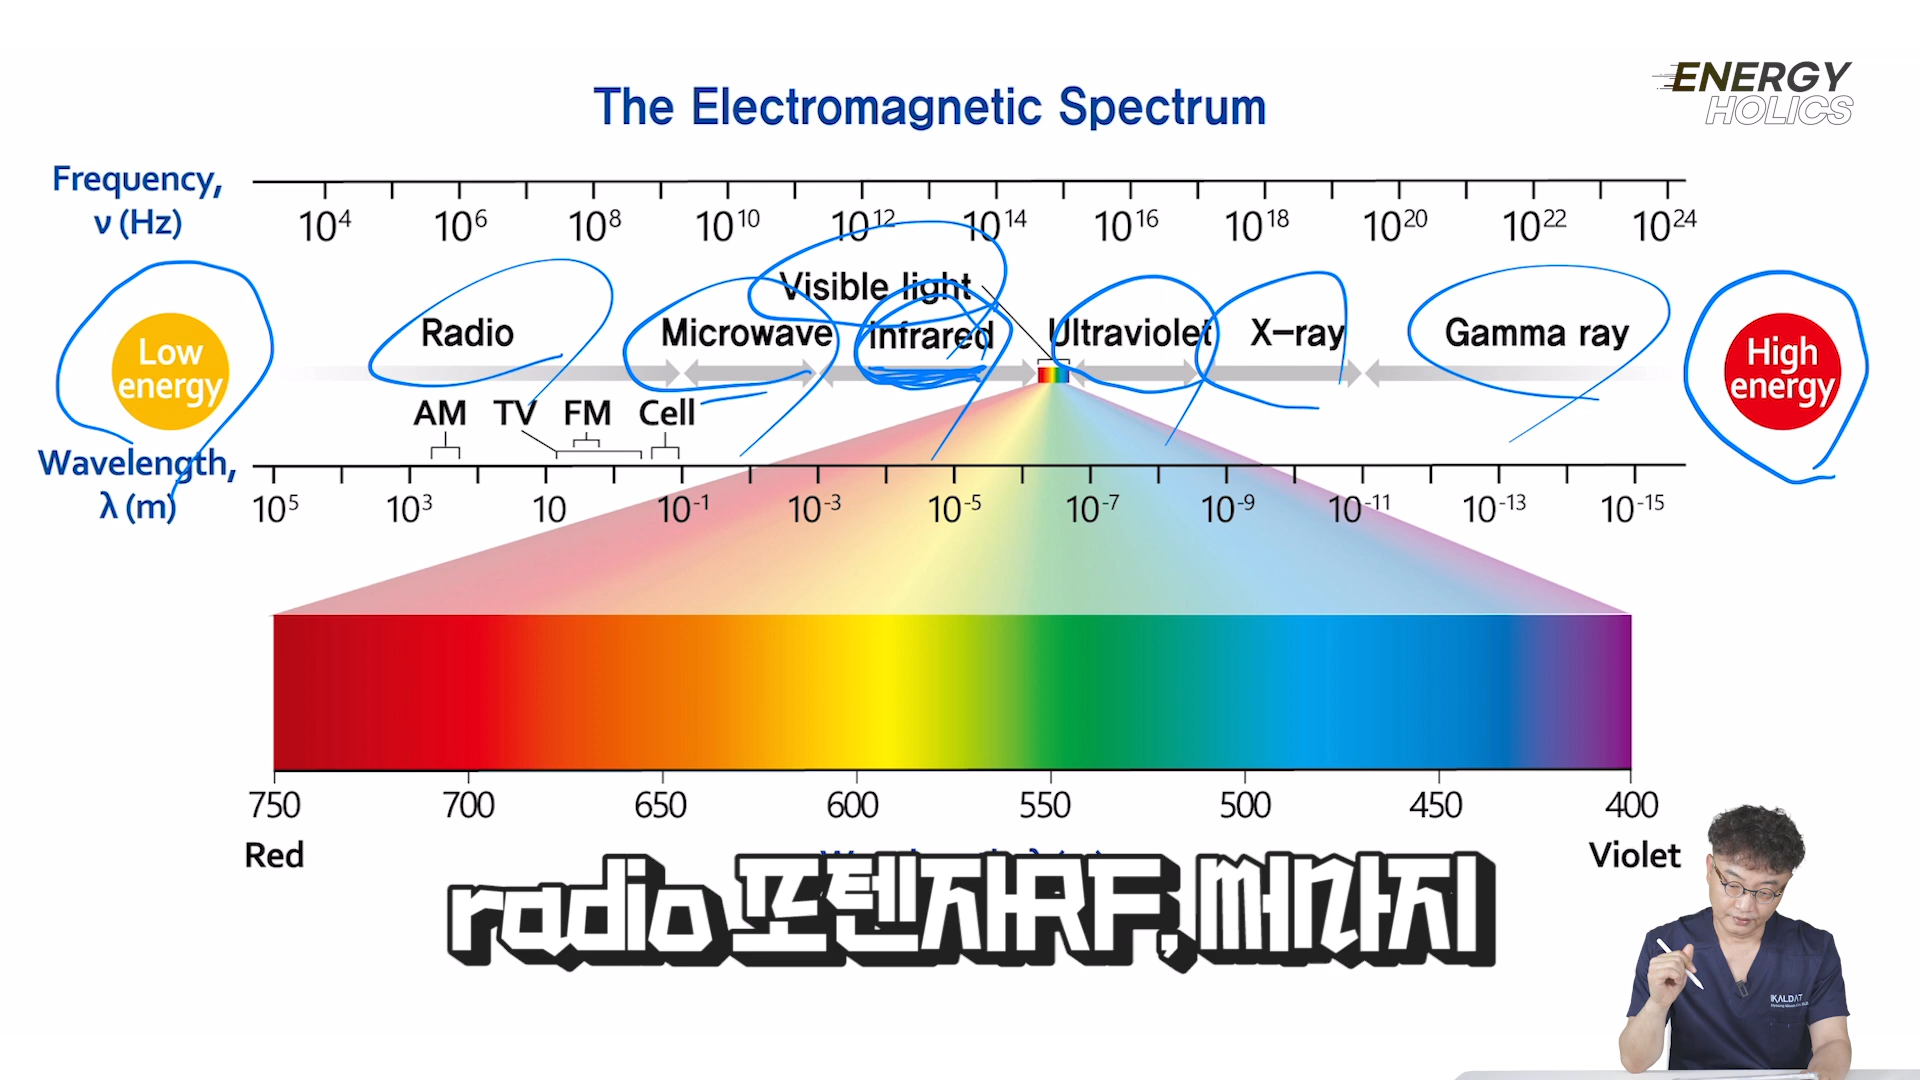 ENERGY
HOLICS
The Electromagnetic Spectrum
Frequency,
ν (Hz)
10⁴ 10⁶ 10⁸ 10¹⁰ 10¹² 10¹⁴ 10¹⁶ 10¹⁸ 10²⁰ 10²² 10²⁴
Visible light
Radio Microwave Infrared Ultraviolet X-ray Gamma ray
Low
energy
High
energy
AM TV FM Cell
Wavelength,
λ (m)
10⁵ 10³ 10 10⁻¹ 10⁻³ 10⁻⁵ 10⁻⁷ 10⁻⁹ 10⁻¹¹ 10⁻¹³ 10⁻¹⁵
750 700 650 600 550 500 450 400
Red Violet
radio 포텐자RF, 써마지
IKALDAT